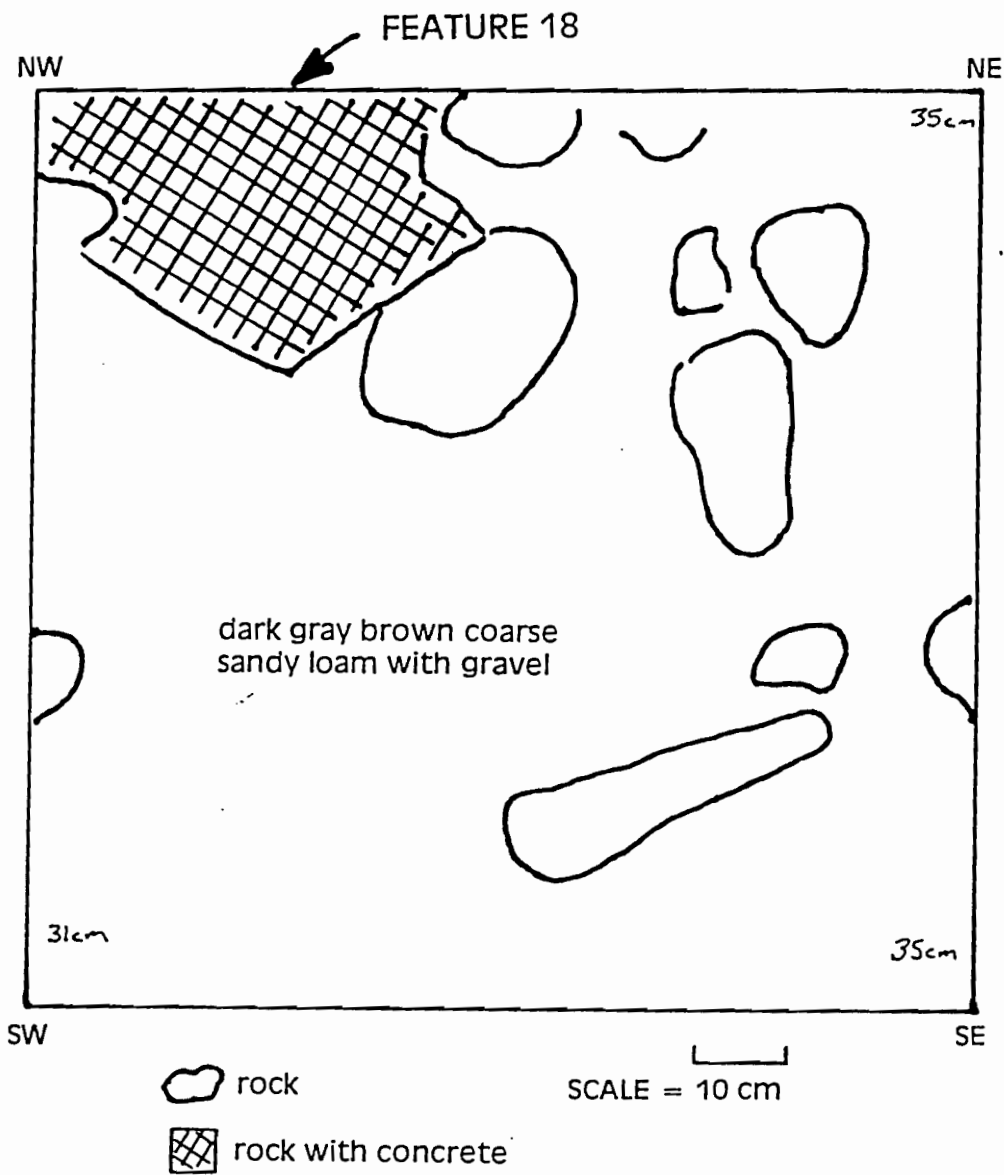 FEATURE 18
NW
NE
35cm
dark gray brown coarse
sandy loam with gravel
31cm
35cm
SW
SE
rock
SCALE = 10 cm
rock with concrete